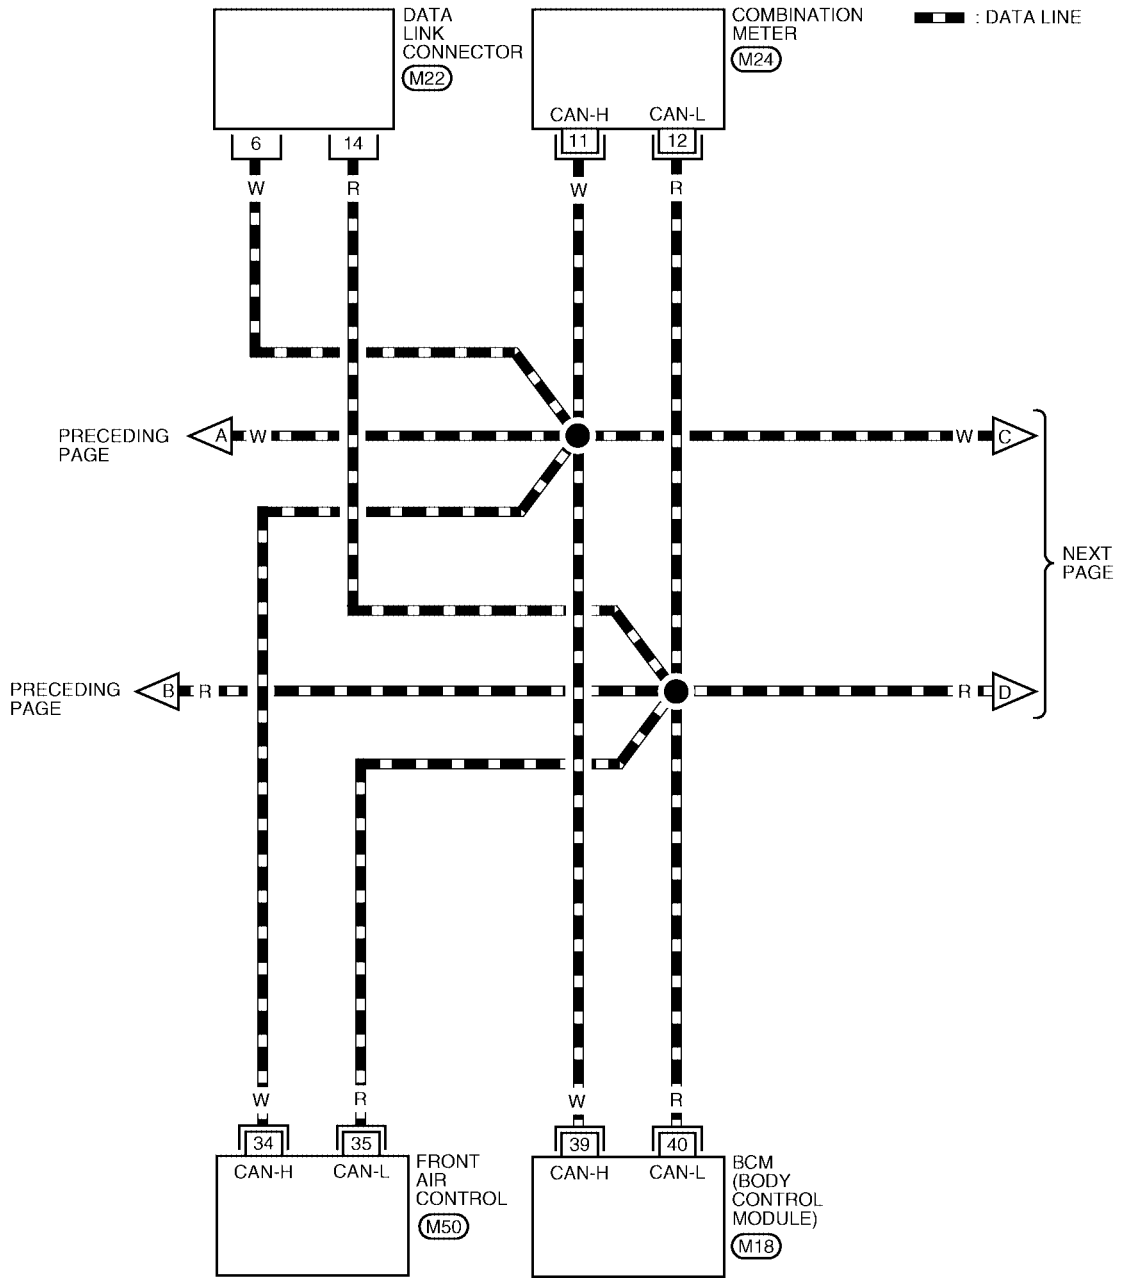 DATA
LINK
CONNECTOR
M22
COMBINATION
METER
M24
: DATA LINE
CAN-H
CAN-L
6
14
11
12
W
R
W
R
PRECEDING
PAGE
A
W
W
C
NEXT
PAGE
PRECEDING
PAGE
B
R
R
D
W
R
W
R
34
35
39
40
CAN-H
CAN-L
FRONT
AIR
CONTROL
M50
CAN-H
CAN-L
BCM
(BODY
CONTROL
MODULE)
M18